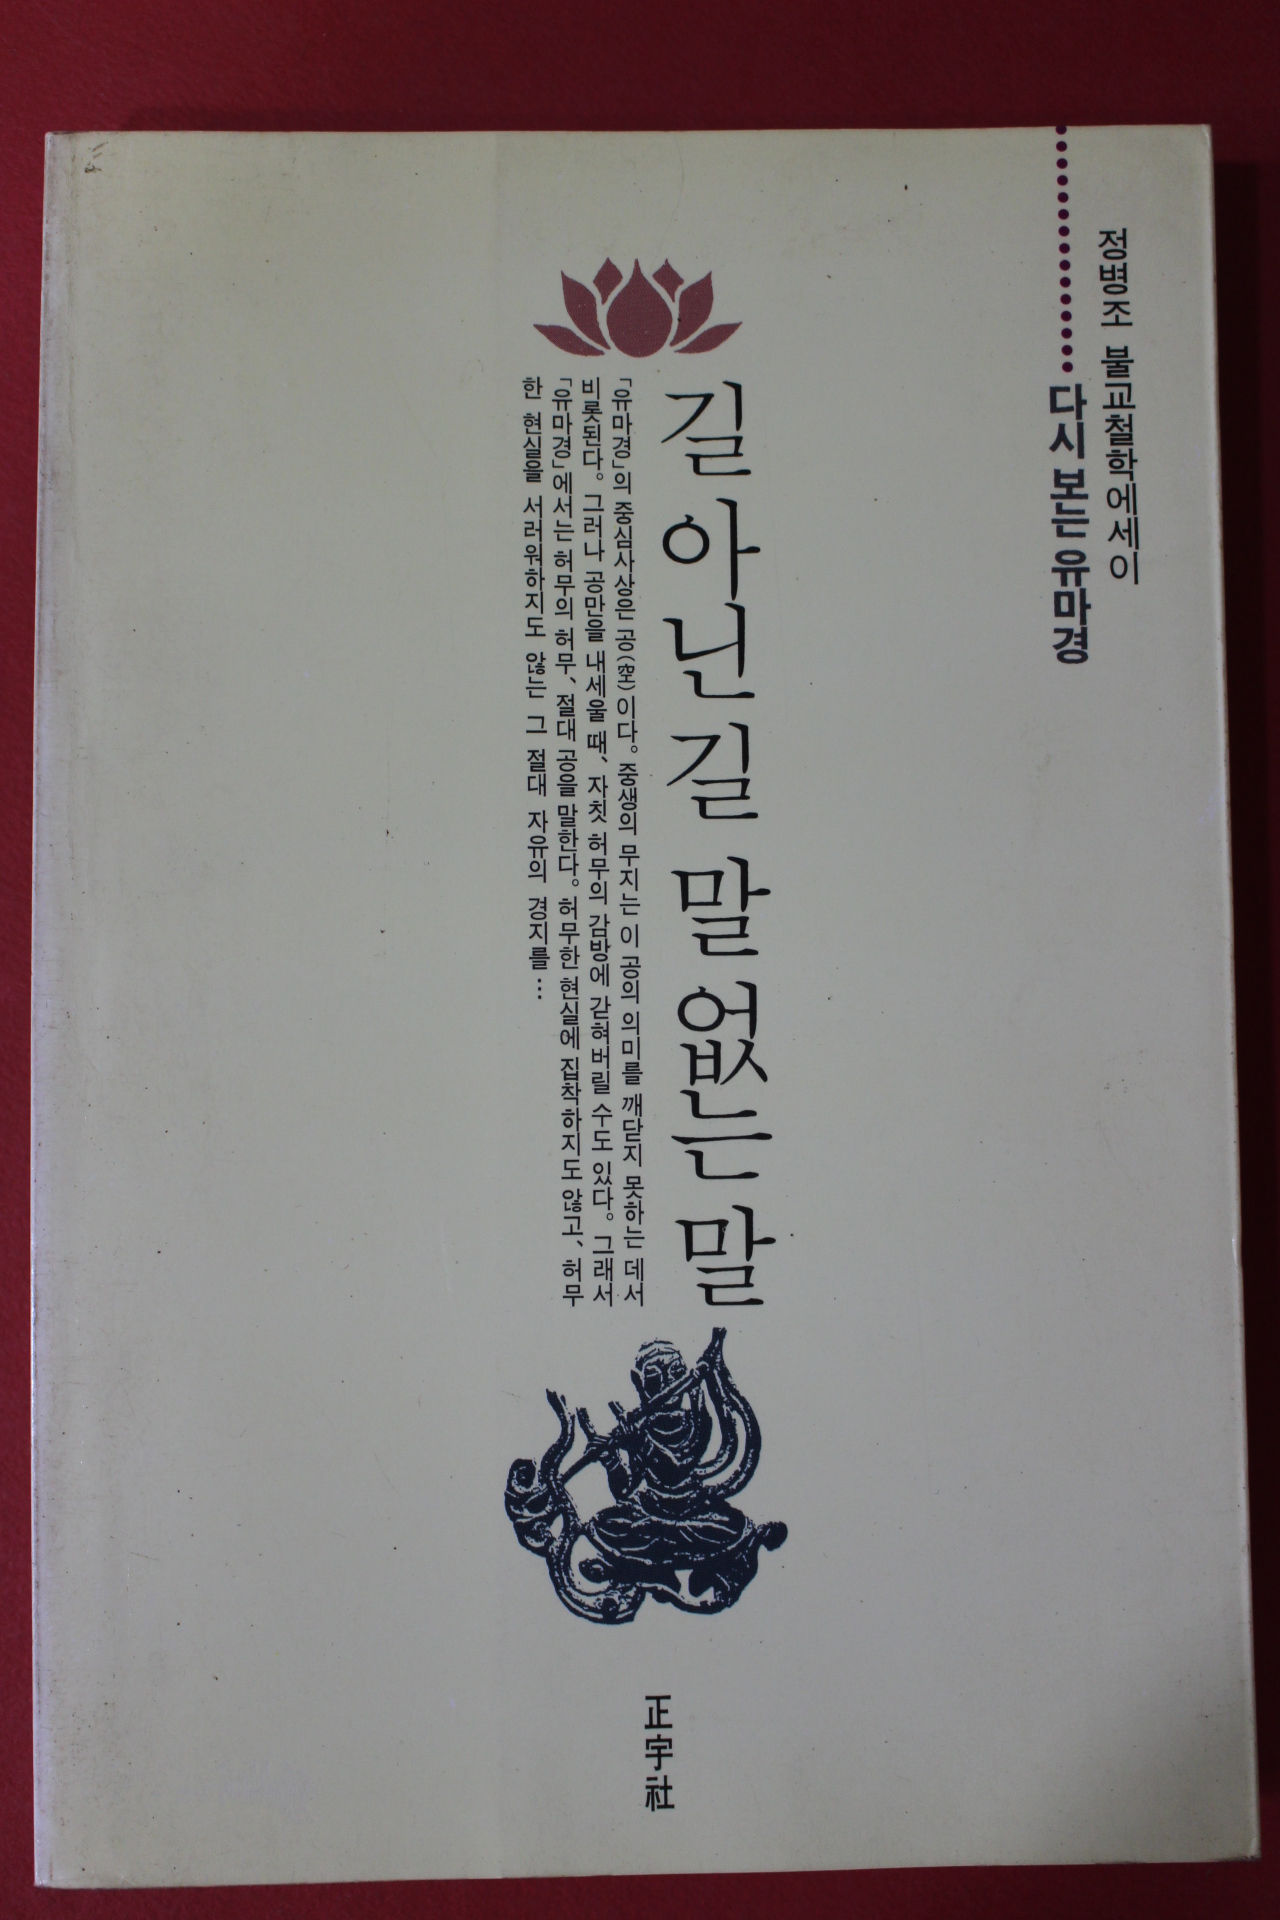 정병조 불교철학에세이
다시 보는 유마경
길 아닌 길 말 없는 말
「유마경」의 중심사상은 공(空)이다。 중생의 무지는 이 공의 의미를 깨닫지 못하는 데서
비롯된다。 그러나 공만을 내세울 때、 자칫 허무의 감방에 갇혀버릴 수도 있다。 그래서
「유마경」에서는 허무의 허무、 절대 공을 말한다。 허무한 현실에 집착하지도 않고、 허무
한 현실을 서러워하지도 않는 그 절대 자유의 경지를…
正宇社